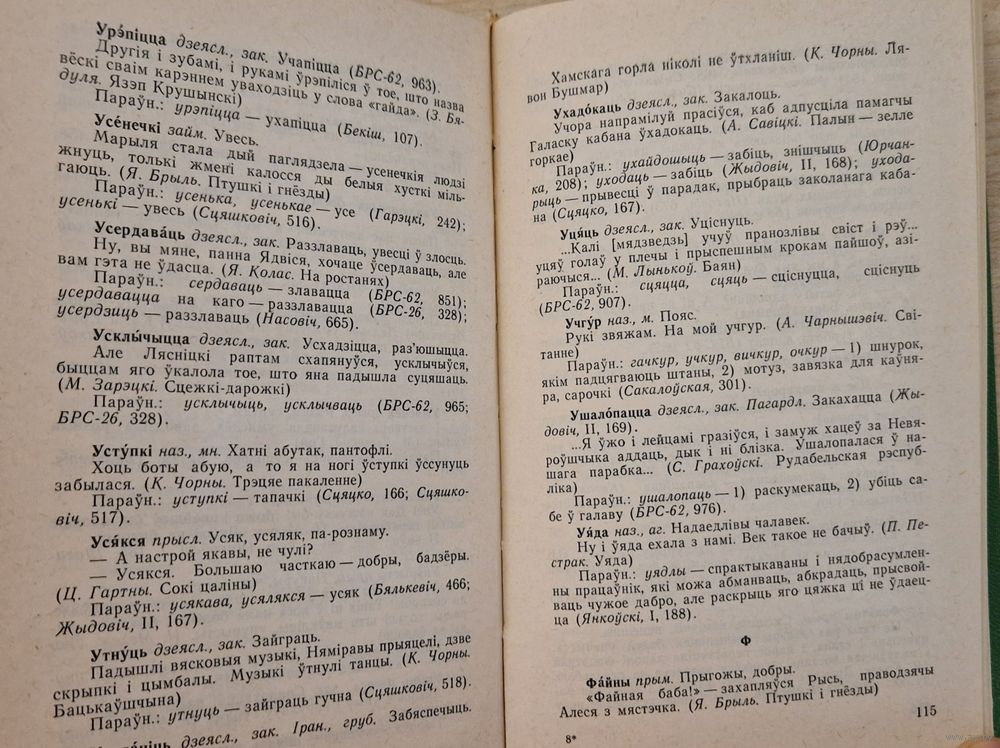 Урэ́піцца дзеясл., зак. Учапіцца (БРС-62, 963).
Другія і зубамі, і рукамі ўрэпіліся ў тое, што назва
вёскі сваім карэннем уваходзіць у слова «гайда». (З. Бя-
дуля. Язэп Крушынскі)
Параўн.: урэпіцца — ухапіцца (Бекіш, 107).
Усе́нечкі займ. Увесь.
Марыля стала дый паглядзела — усенечкія людзі
жнуць, толькі жмені калосся ды белыя хусткі міль-
гаюць. (Я. Брыль. Птушкі і гнёзды)
Параўн.: усенька, усенькае — усе (Гарэцкі, 242);
усенькі — увесь (Сцяшковіч, 516).
Усердава́ць дзеясл., зак. Раззлаваць, увесці ў злосць.
Ну, вы мяне, панна Ядвіся, хочаце ўсердаваць, але
вам гэта не ўдасца. (Я. Колас. На ростанях)
Параўн.: сердаваць — злавацца (БРС-62, 851);
усердавацца на каго — раззлавацца (БРС-26, 328);
усердзиць — раззлаваць (Насовіч, 665).
Усклы́чыцца дзеясл., зак. Усхадзіцца, раз'юшыцца.
Але Лясніцкі раптам схапянуўся, усклычыўся,
быццам яго ўкалола тое, што яна падышла суцяшаць.
(М. Зарэцкі. Сцежкі-дарожкі)
Параўн.: усклычыць, усклычваць (БРС-62, 965;
БРС-26, 328).
Усту́пкі наз., мн. Хатні абутак, пантофлі.
Хоць боты абую, а то я на ногі ўступкі ўссунуць
забылася. (К. Чорны. Трэцяе пакаленне)
Параўн.: уступкі — тапачкі (Сцяцко, 166; Сцяшко-
віч, 517).
Уся́кся прысл. Усяк, усяляк, па-рознаму.
— А настрой якавы, не чулі?
— Усякся. Большаю часткаю — добры, бадзёры.
(Ц. Гартны. Сокі цаліны)
Параўн.: усякава, усялякся — усяк (Бялькевіч, 466;
Жыдовіч, II, 167).
Утну́ць дзеясл., зак. Зайграць.
Падышлі вясковыя музыкі, Няміравы прыяцелі, дзве
скрыпкі і цымбалы. Музыкі ўтнулі танцы. (К. Чорны.
Бацькаўшчына)
Параўн.: утнуць — зайграць гучна (Сцяшковіч, 518).
дзеясл., зак. Іран., груб. Забяспечыць.
Хамскага горла ніколі не ўтхланіш. (К. Чорны. Ля-
вон Бушмар)
Ухадо́каць дзеясл., зак. Закалоць.
Учора напрамілуй прасіўся, каб адпусціла памагчы
Галаску кабана ўхадокаць. (А. Савіцкі. Палын — зелле
горкае)
Параўн.: ухайдошыць — забіць, знішчыць (Юрчан-
ка, 208); уходаць — забіць (Жыдовіч, II, 168); ухода-
рыць — прывесці ў парадак, прыбраць заколанага каба-
на (Сцяцко, 167).
Уця́ць дзеясл., зак. Уціснуць.
...Калі [мядзведзь] учуў пранозлівы свіст і рэў...
уцяў голаў у плечы і прыспешным крокам пайшоў, азі-
раючыся... (М. Лынькоў. Баян)
Параўн.: сцяцца, сцяць — сціснуцца, сціснуць
(БРС-62, 907).
Учгу́р наз., м. Пояс.
Рукі звяжам. На мой учгур. (А. Чарнышэвіч. Сві-
танне)
Параўн.: гачкур, учкур, вичкур, очкур — 1) шнурок,
якім падцягваюць штаны, 2) мотуз, завязка для каўня-
ра, сарочкі (Сакалоўская, 301).
Ушало́пацца дзеясл., зак. Пагардл. Закахацца (Жы-
довіч, II, 169).
...Я ўжо і лейцамі гразіўся, і замуж хацеў за Невя-
роўшчыка аддаць, дык і ні блізка. Ушалопалася ў на-
шага парабка... (С. Грахоўскі. Рудабельская рэспуб-
ліка)
Параўн.: ушалопаць — 1) раскумекаць, 2) убіць са-
бе ў галаву (БРС-62, 976).
Уя́да наз., аг. Надаедлівы чалавек.
Ну і ўяда ехала з намі. Век такое не бачыў. (П. Пе-
страк. Уяда)
Параўн.: уядлы — спрактыкаваны і нядобрасумлен-
ны працаўнік, які можа абманваць, абкрадаць, прысвой-
ваць чужое дабро, але раскрыць яго цяжка ці не ўдаец-
ца (Янкоўскі, I, 188).
Ф
Фа́йны прым. Прыгожы, добры.
«Файная баба!» — захапляўся Рысь, праводзячы
Алеся з мястэчка. (Я. Брыль. Птушкі і гнёзды)
8*
115